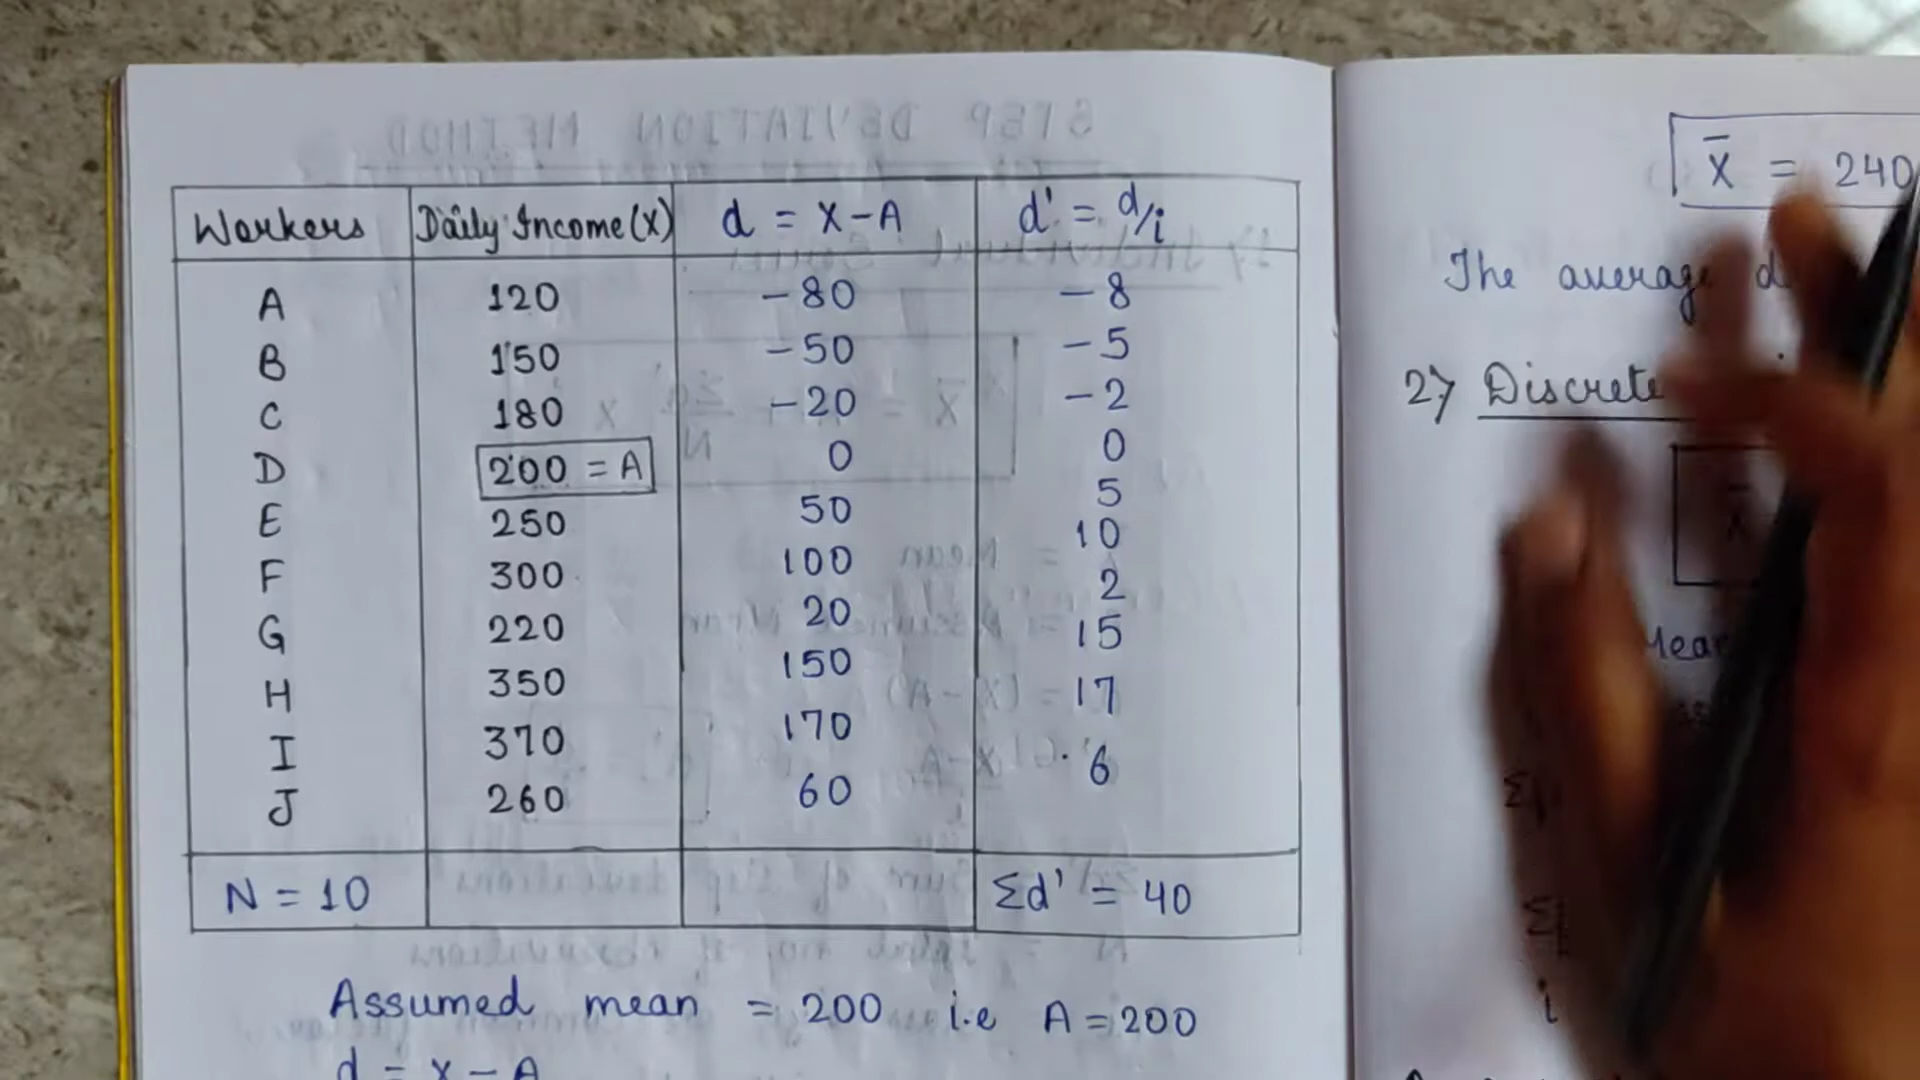 Workers Daily Income (X) d = X - A d' = d/i
A 120 -80 -8
B 150 -50 -5
C 180 -20 -2
D 200 = A 0 0
E 250 50 5
F 300 100 10
G 220 20 2
H 350 150 15
I 370 170 17
J 260 60 6
N = 10 Σd' = 40
Assumed mean = 200 i.e A = 200
d = X - A
X̄ = 240
The average
2) Discrete
X̄
i